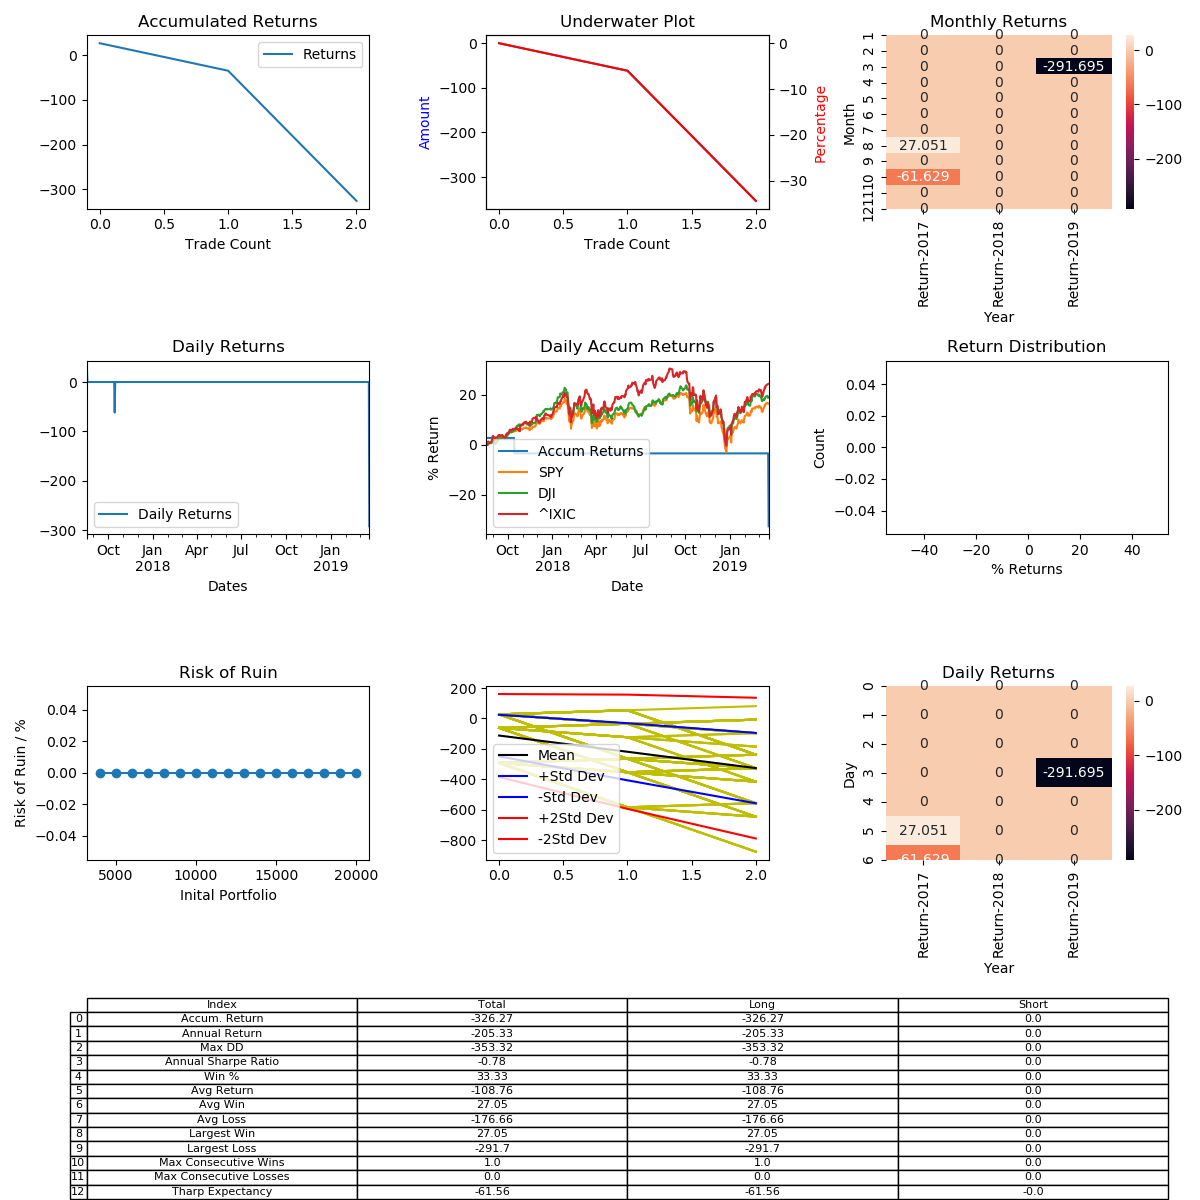 Accumulated Returns
0
−100
−200
−300
Returns
0.0 0.5 1.0 1.5 2.0
Trade Count
Underwater Plot
Amount
0
−100
−200
−300
0
−10
−20
−30
Percentage
0.0 0.5 1.0 1.5 2.0
Trade Count
Monthly Returns
Month
1 0 0 0
2 0 0 0
3 0 0 -291.695
4 0 0 0
5 0 0 0
6 0 0 0
7 0 0 0
8 27.051 0 0
9 0 0 0
10 -61.629 0 0
11 0 0 0
12 0 0 0
Return-2017 Return-2018 Return-2019
Year
0
−100
−200
Daily Returns
0
−100
−200
−300
Daily Returns
Oct Jan Apr Jul Oct Jan
2018 2019
Dates
Daily Accum Returns
% Return
20
0
−20
Accum Returns
SPY
DJI
^IXIC
Oct Jan Apr Jul Oct Jan
2018 2019
Date
Return Distribution
Count
0.04
0.02
0.00
−0.02
−0.04
−40 −20 0 20 40
% Returns
Risk of Ruin
Risk of Ruin / %
0.04
0.02
0.00
−0.02
−0.04
5000 10000 15000 20000
Inital Portfolio
200
0
−200
−400
−600
−800
Mean
+Std Dev
-Std Dev
+2Std Dev
-2Std Dev
0.0 0.5 1.0 1.5 2.0
Daily Returns
Day
0 0 0 0
1 0 0 0
2 0 0 0
3 0 0 -291.695
4 0 0 0
5 27.051 0 0
6 -61.629 0 0
Return-2017 Return-2018 Return-2019
Year
0
−100
−200
Index Total Long Short
0 Accum. Return -326.27 -326.27 0.0
1 Annual Return -205.33 -205.33 0.0
2 Max DD -353.32 -353.32 0.0
3 Annual Sharpe Ratio -0.78 -0.78 0.0
4 Win % 33.33 33.33 0.0
5 Avg Return -108.76 -108.76 0.0
6 Avg Win 27.05 27.05 0.0
7 Avg Loss -176.66 -176.66 0.0
8 Largest Win 27.05 27.05 0.0
9 Largest Loss -291.7 -291.7 0.0
10 Max Consecutive Wins 1.0 1.0 0.0
11 Max Consecutive Losses 0.0 0.0 0.0
12 Tharp Expectancy -61.56 -61.56 -0.0